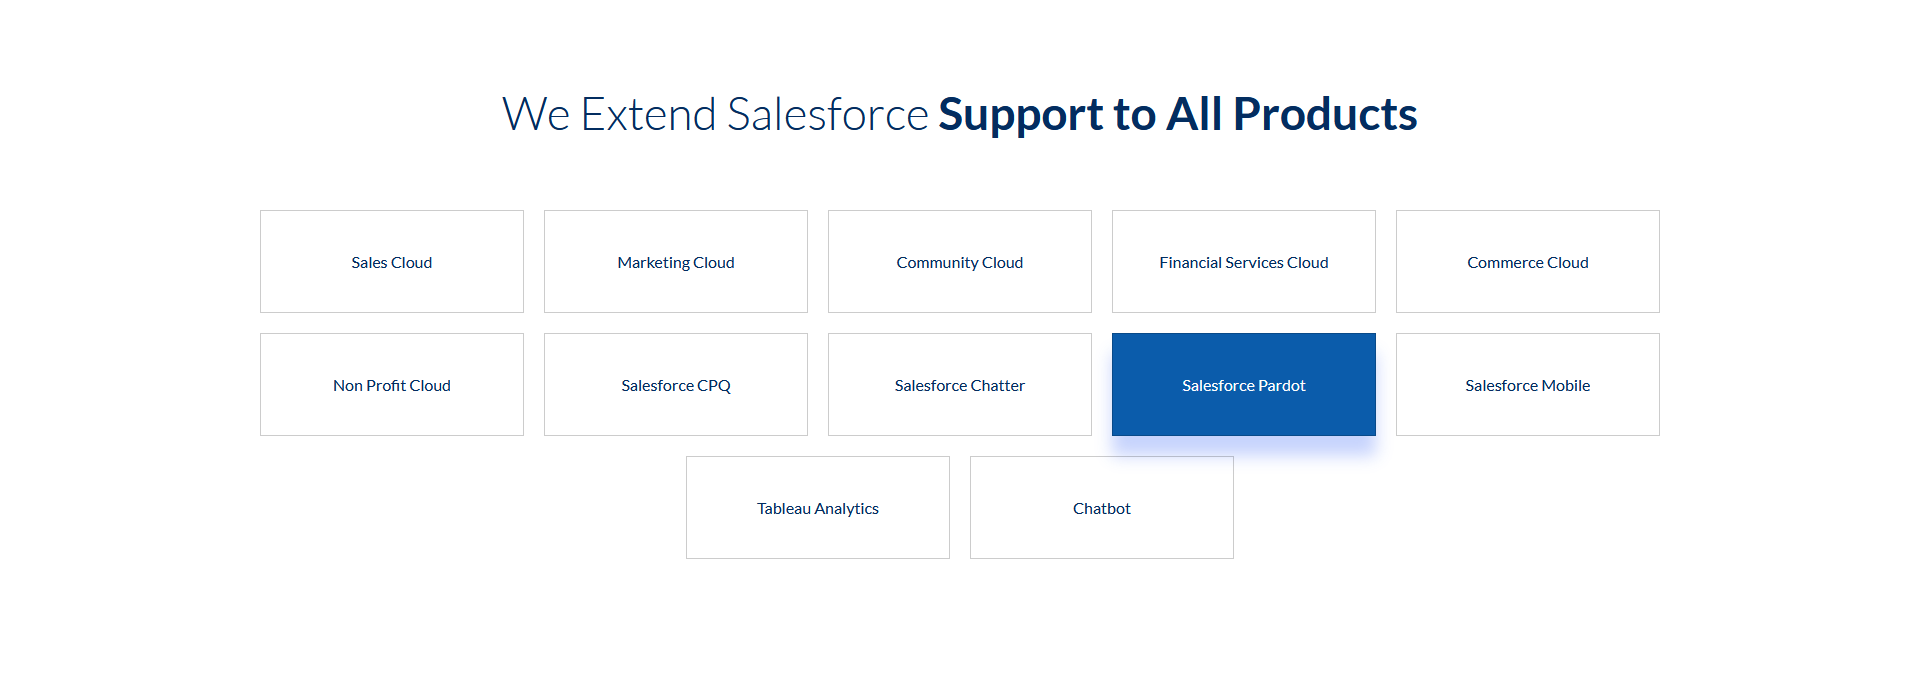 We Extend Salesforce Support to All Products
Sales Cloud
Marketing Cloud
Community Cloud
Financial Services Cloud
Commerce Cloud
Non Profit Cloud
Salesforce CPQ
Salesforce Chatter
Salesforce Pardot
Salesforce Mobile
Tableau Analytics
Chatbot